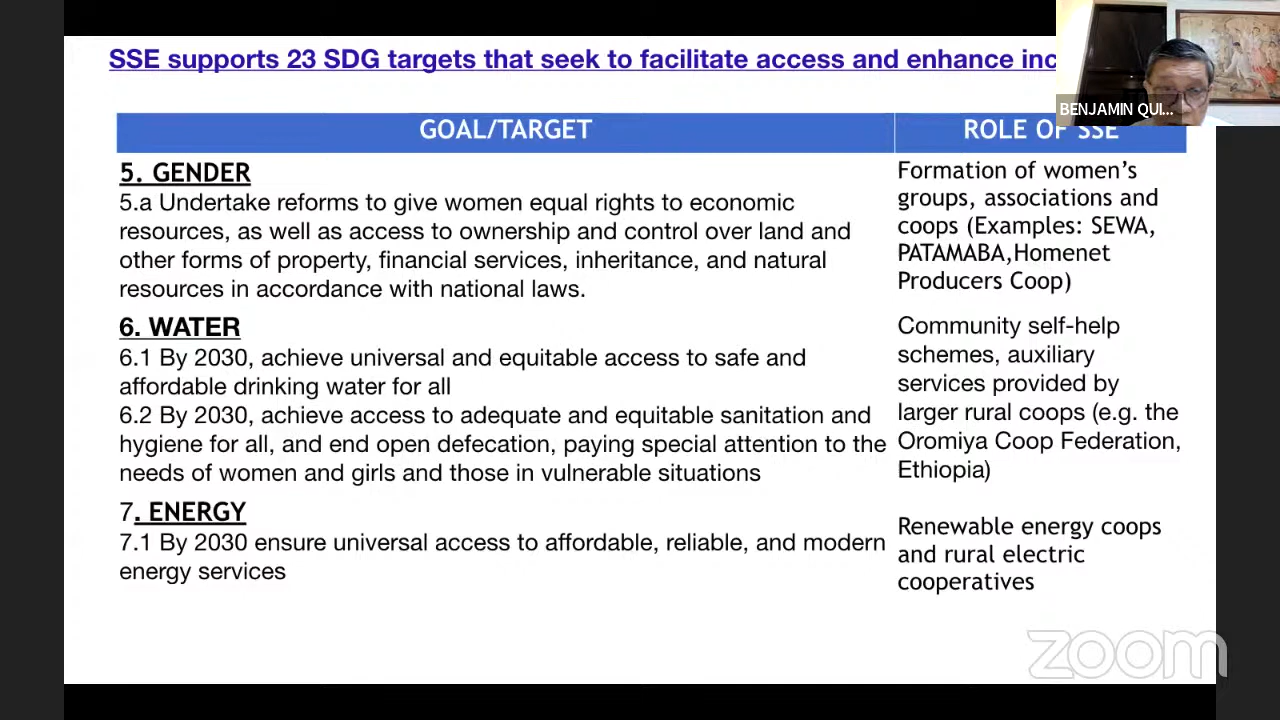 SSE supports 23 SDG targets that seek to facilitate access and enhance inc
BENJAMIN QUI...
GOAL/TARGET
ROLE OF SSE
5. GENDER
5.a Undertake reforms to give women equal rights to economic
resources, as well as access to ownership and control over land and
other forms of property, financial services, inheritance, and natural
resources in accordance with national laws.
Formation of women's
groups, associations and
coops (Examples: SEWA,
PATAMABA,Homenet
Producers Coop)
6. WATER
6.1 By 2030, achieve universal and equitable access to safe and
affordable drinking water for all
6.2 By 2030, achieve access to adequate and equitable sanitation and
hygiene for all, and end open defecation, paying special attention to the
needs of women and girls and those in vulnerable situations
Community self-help
schemes, auxiliary
services provided by
larger rural coops (e.g. the
Oromiya Coop Federation,
Ethiopia)
7. ENERGY
7.1 By 2030 ensure universal access to affordable, reliable, and modern
energy services
Renewable energy coops
and rural electric
cooperatives
zoom